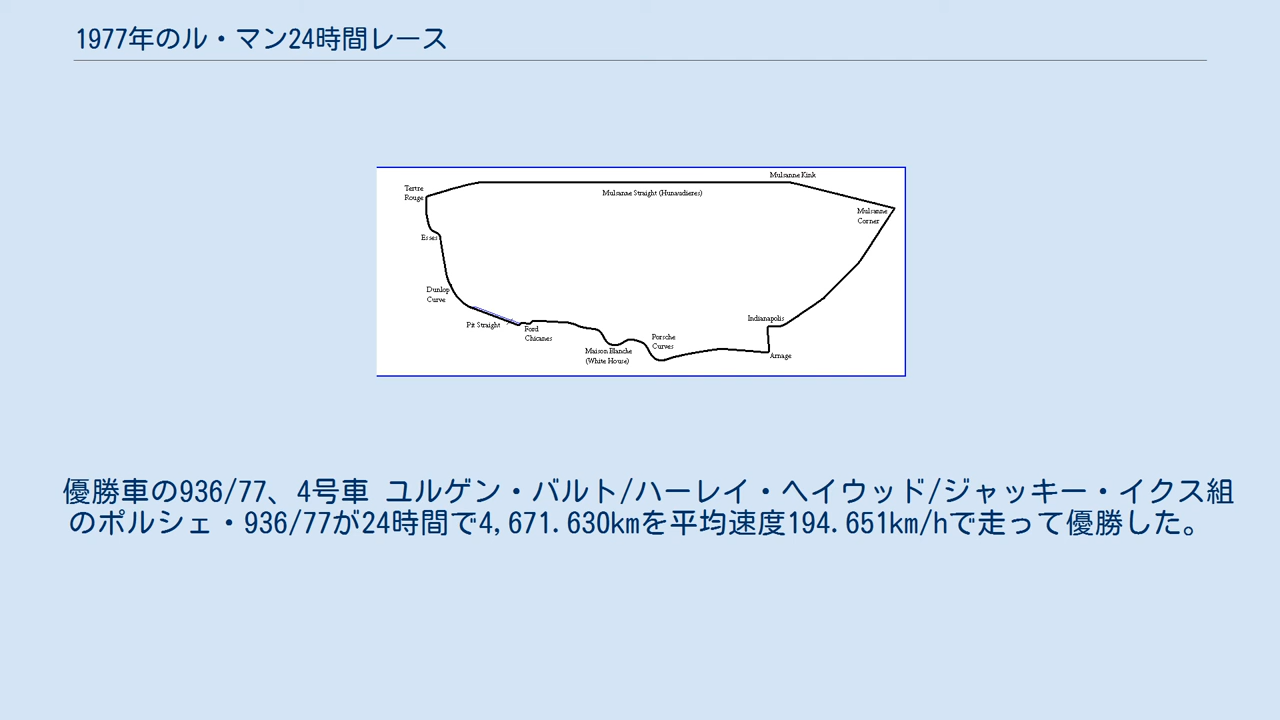 1977年のル・マン24時間レース
Mulsanne Kink
Tertre
Rouge
Mulsanne Straight (Hunaudieres)
Mulsanne
Corner
Esses
Dunlop
Curve
Pit Straight
Ford
Chicanes
Indianapolis
Maison Blanche
(White House)
Porsche
Curves
Arnage
優勝車の936/77、4号車 ユルゲン・バルト/ハーレイ・ヘイウッド/ジャッキー・イクス組
のポルシェ・936/77が24時間で4,671.630kmを平均速度194.651km/hで走って優勝した。